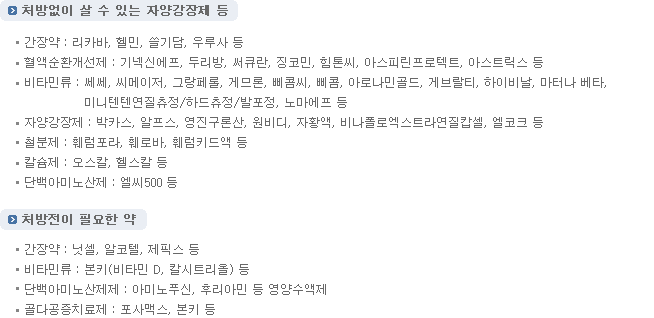 처방없이 살 수 있는 자양강장제 등
• 간장약 : 리카바, 헬민, 쓸기담, 우루사 등
• 혈액순환개선제 : 기넥신에프, 두리방, 써큐란, 징코민, 힘톤씨, 아스피린프로텍트, 아스트릭스 등
• 비타민류 : 쎄쎄, 씨메이저, 그랑페롤, 게므론, 삐콤씨, 삐콤, 아로나민골드, 게브랄티, 하이비날, 마터나 베타,
미니텐텐연질츄정/하드츄정/발포정, 노마에프 등
• 자양강장제 : 박카스, 알프스, 영진구론산, 원비디, 자황액, 비나폴로엑스트라연질캅셀, 엘코크 등
• 철분제 : 훼럼포라, 훼로바, 훼럼키드액 등
• 칼슘제 : 오스칼, 헬스칼 등
• 단백아미노산제 : 엘씨500 등
처방전이 필요한 약
• 간장약 : 닛셀, 알코텔, 제픽스 등
• 비타민류 : 본키(비타민 D, 칼시트리올) 등
• 단백아미노산제제 : 아미노푸신, 후리아민 등 영양수액제
• 골다공증치료제 : 포사맥스, 본키 등